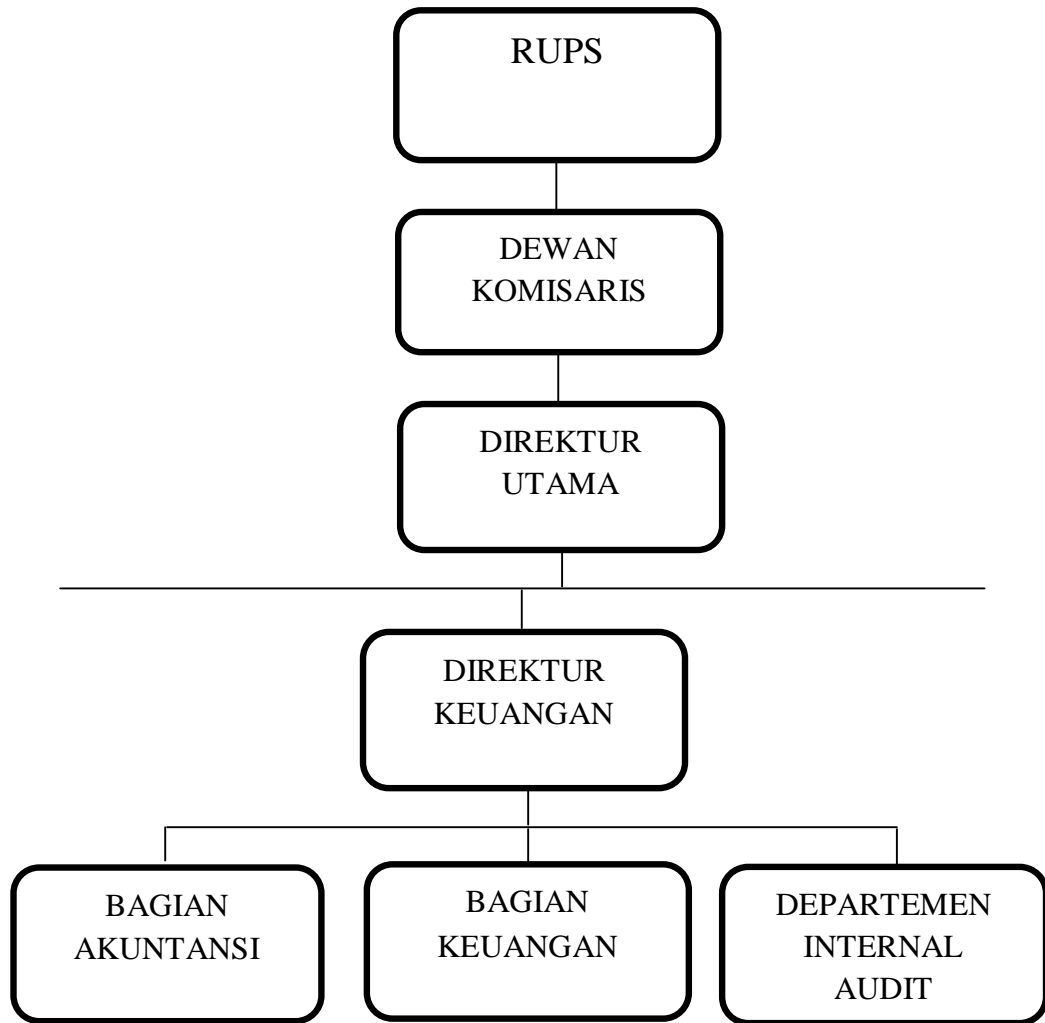 RUPS
DEWAN
KOMISARIS
DIREKTUR
UTAMA
DIREKTUR
KEUANGAN
BAGIAN
AKUNTANSI
BAGIAN
KEUANGAN
DEPARTEMEN
INTERNAL
AUDIT